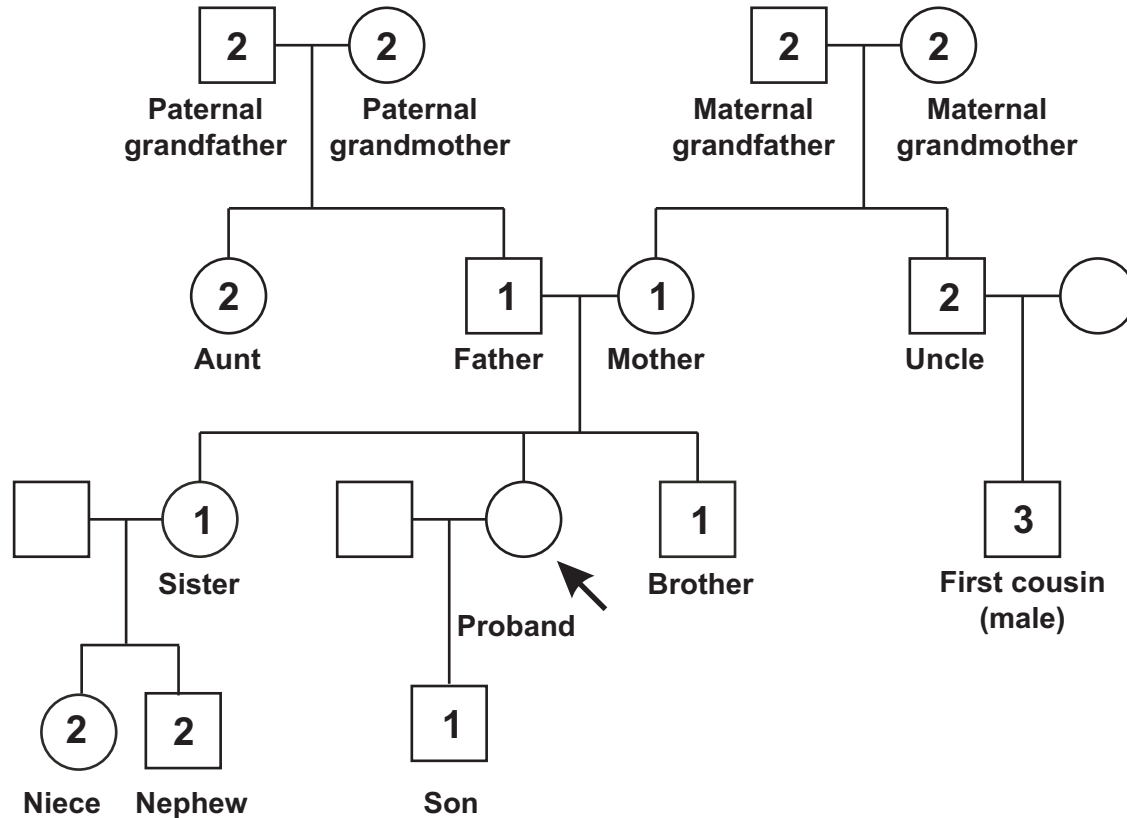 2
2
2
2
Paternal
grandfather
Paternal
grandmother
Maternal
grandfather
Maternal
grandmother
2
1
1
2
Aunt
Father
Mother
Uncle
1
1
3
Sister
Proband
Brother
First cousin
(male)
2
2
1
Niece
Nephew
Son